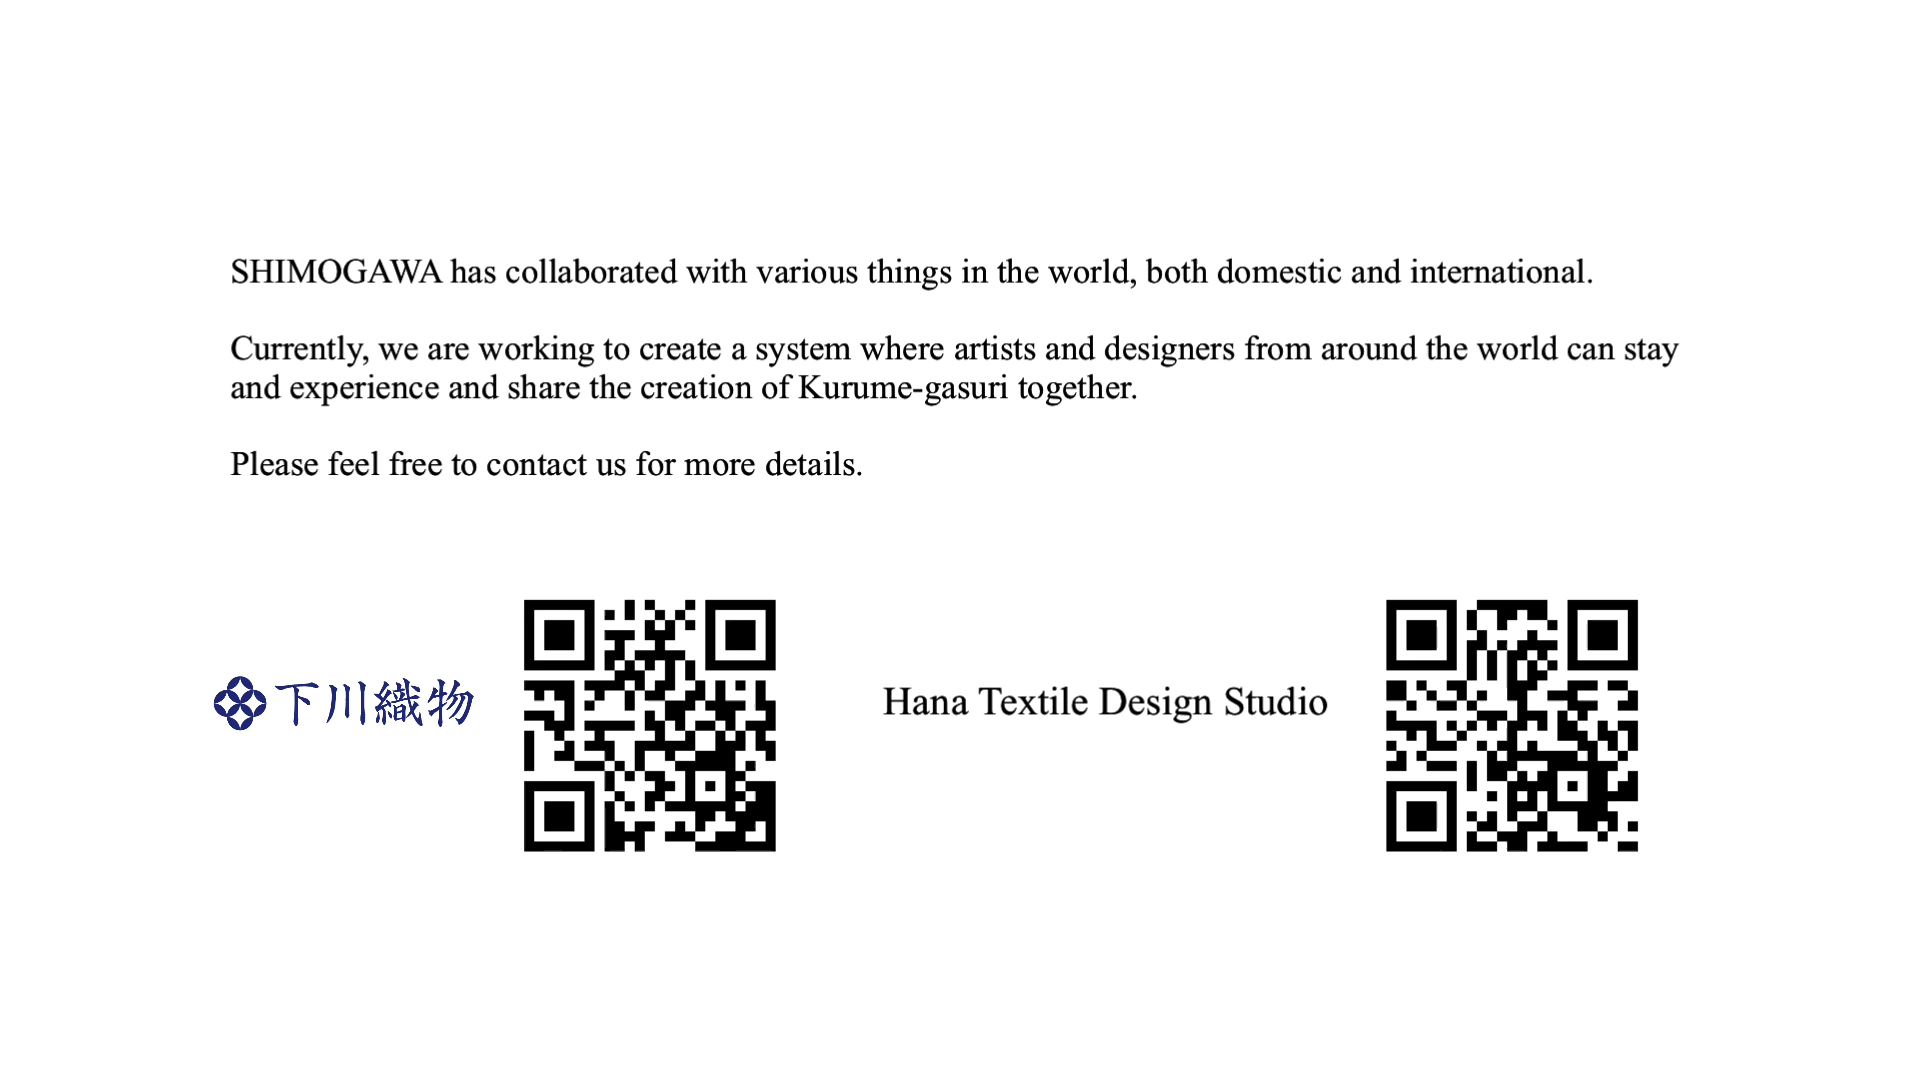 SHIMOGAWA has collaborated with various things in the world, both domestic and international.
Currently, we are working to create a system where artists and designers from around the world can stay
and experience and share the creation of Kurume-gasuri together.
Please feel free to contact us for more details.
下川織物
Hana Textile Design Studio